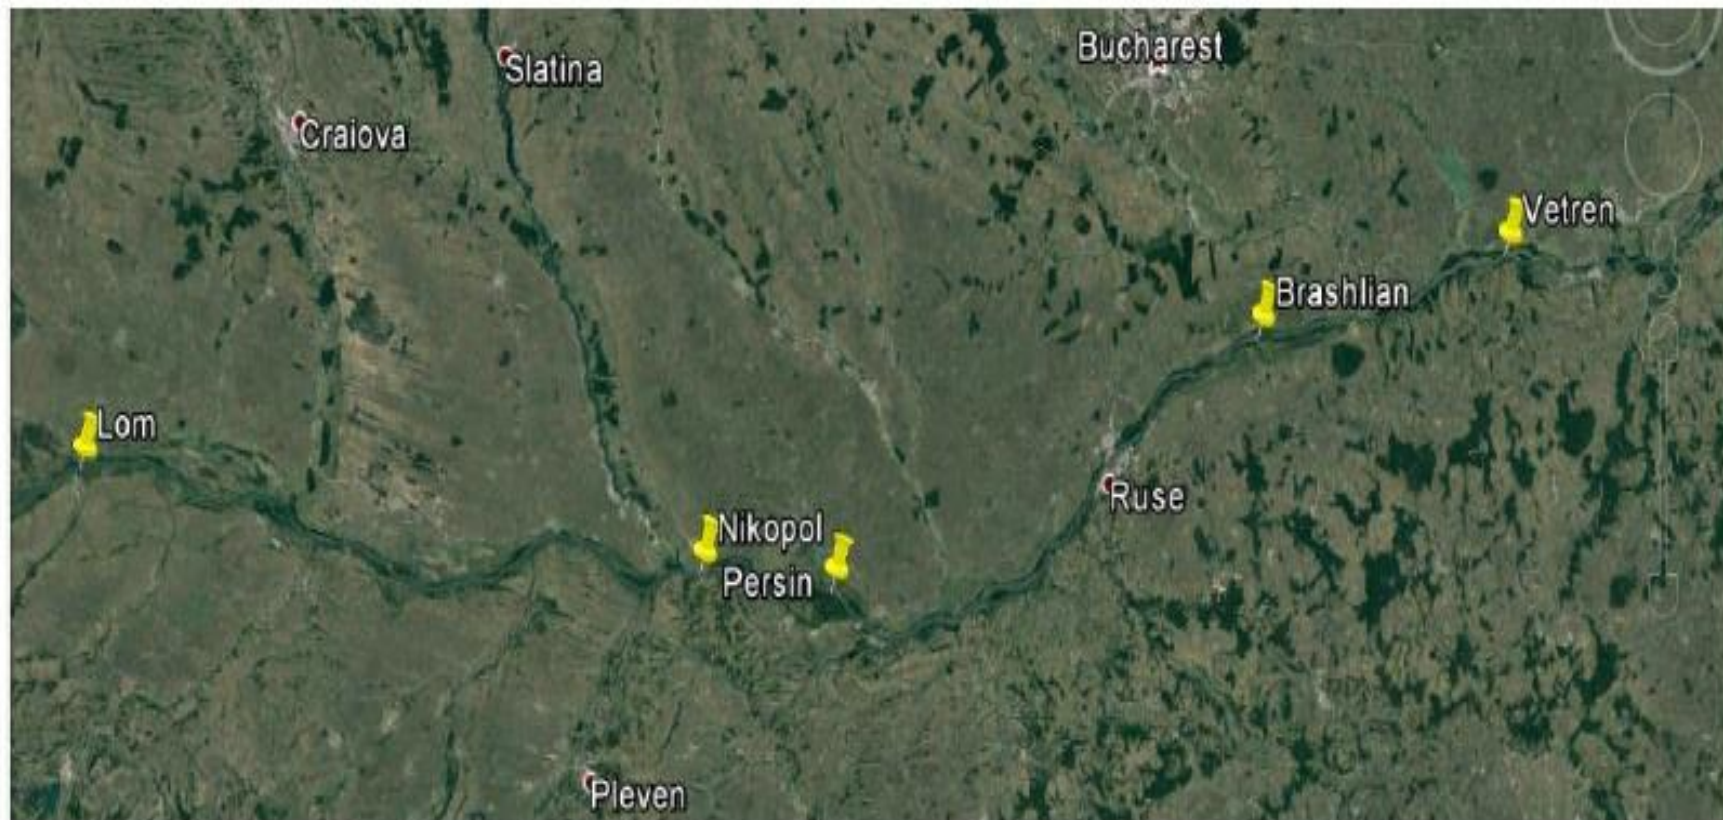 Bucharest
Slatina
Craiova
Vetren
Brashlian
Lom
Ruse
Nikopol
Persin
Pleven